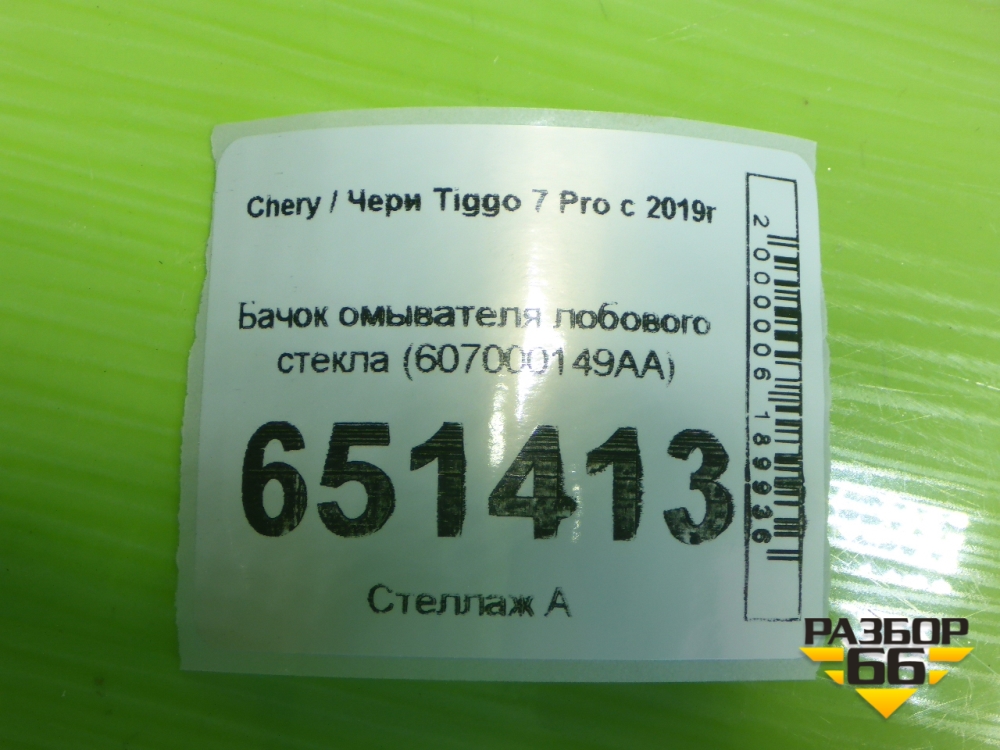 Chery / Чери Tiggo 7 Pro с 2019г
Бачок омывателя лобового
стекла (607000149AA)
651413
Стеллаж А
2000006189936
РАЗБОР
66